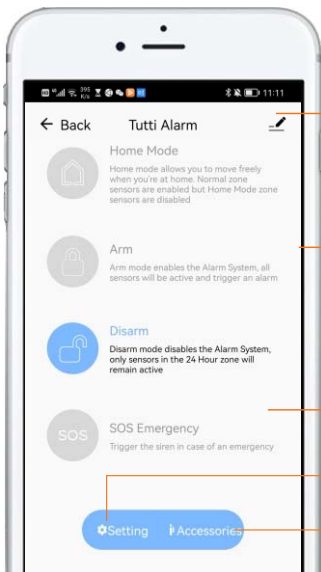 395
K/s
11:11
← Back Tutti Alarm
Home Mode
Home mode allows you to move freely
when you're at home. Normal zone
sensors are enabled but Home Mode zone
sensors are disabled
Arm
Arm mode enables the Alarm System, all
sensors will be active and trigger an alarm
Disarm
Disarm mode disables the Alarm System,
only sensors in the 24 Hour zone will
remain active
SOS
SOS Emergency
Trigger the siren in case of an emergency
Setting Accessories